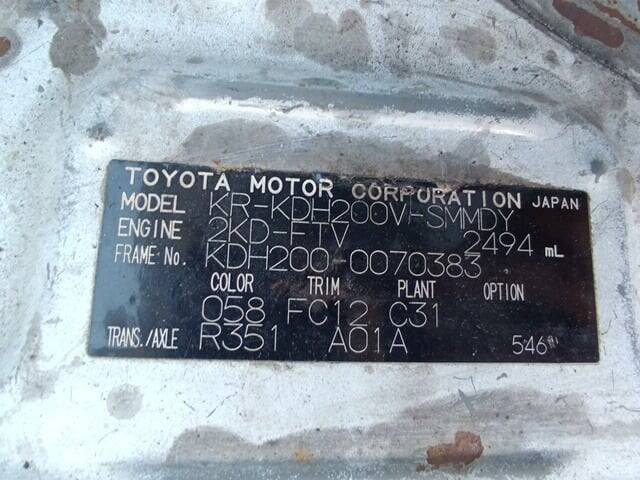 TOYOTA MOTOR CORPORATION JAPAN
MODEL KR-KDH200V-SMMDY
ENGINE 2KD-FTV 2494 mL
FRAME No. KDH200-0070383
COLOR TRIM PLANT OPTION
058 FC12 C31
TRANS./AXLE R351 A01A 546